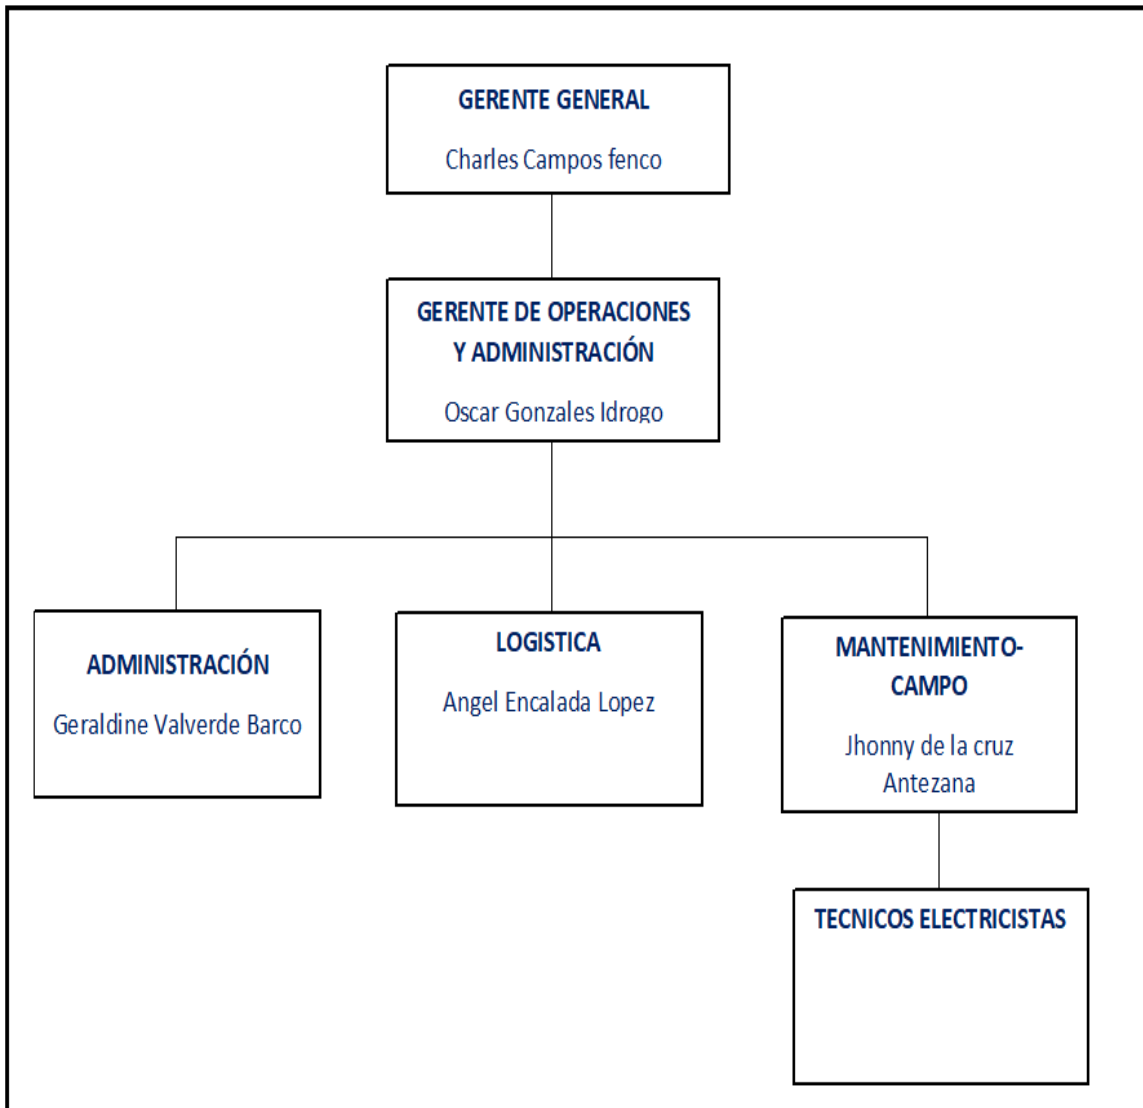 GERENTE GENERAL
Charles Campos fenco
GERENTE DE OPERACIONES
Y ADMINISTRACIÓN
Oscar Gonzales Idrogo
ADMINISTRACIÓN
Geraldine Valverde Barco
LOGISTICA
Angel Encalada Lopez
MANTENIMIENTO-
CAMPO
Jhonny de la cruz
Antezana
TECNICOS ELECTRICISTAS